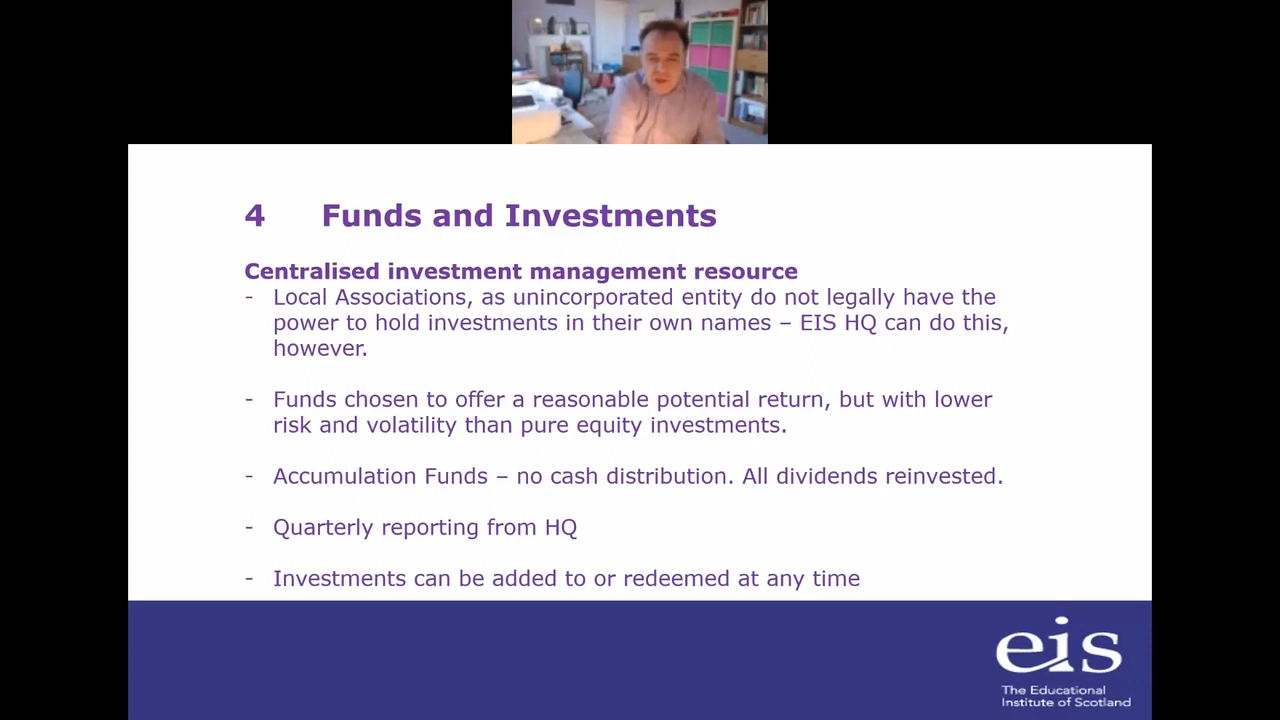 4 Funds and Investments
Centralised investment management resource
- Local Associations, as unincorporated entity do not legally have the
power to hold investments in their own names – EIS HQ can do this,
however.
- Funds chosen to offer a reasonable potential return, but with lower
risk and volatility than pure equity investments.
- Accumulation Funds – no cash distribution. All dividends reinvested.
- Quarterly reporting from HQ
- Investments can be added to or redeemed at any time
eis
The Educational
Institute of Scotland